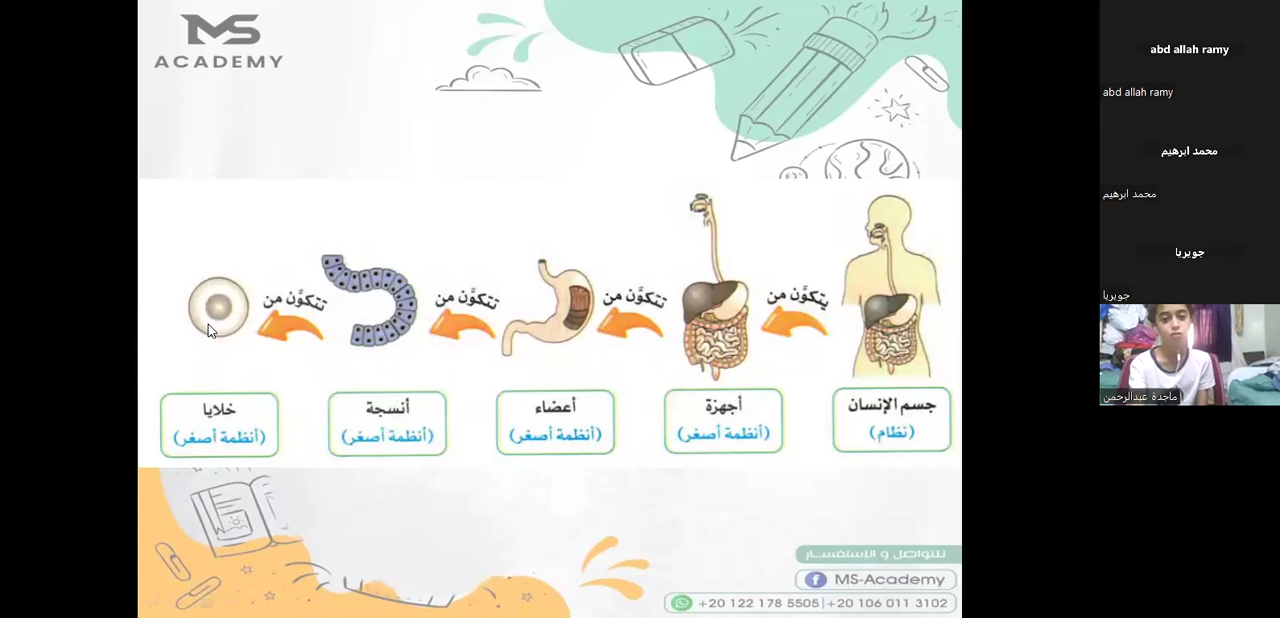 MS
ACADEMY
يتكوَّن من
تتكوَّن من
تتكوَّن من
تتكوَّن من
جسم الإنسان
(نظام)
أجهزة
(أنظمة أصغر)
أعضاء
(أنظمة أصغر)
أنسجة
(أنظمة أصغر)
خلايا
(أنظمة أصغر)
للتواصل و الإستفسار
MS-Academy
+20 122 178 5505 | +20 106 011 3102
abd allah ramy
abd allah ramy
محمد ابرهيم
محمد ابرهيم
جويريا
جويريا
ماجدة عبدالرحمن